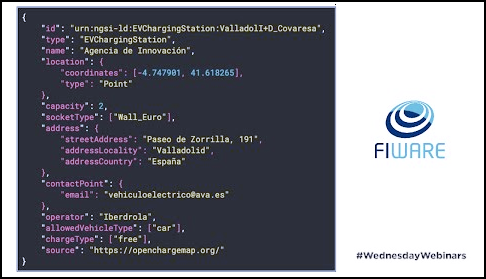 {
"id": "urn:ngsi-ld:EVChargingStation:ValladolI+D_Covaresa",
"type": "EVChargingStation",
"name": "Agencia de Innovación",
"location": {
"coordinates": [-4.747901, 41.618265],
"type": "Point"
},
"capacity": 2,
"socketType": ["Wall_Euro"],
"address": {
"streetAddress": "Paseo de Zorrilla, 191",
"addressLocality": "Valladolid",
"addressCountry": "España"
},
"contactPoint": {
"email": "vehiculoelectrico@ava.es"
},
"operator": "Iberdrola",
"allowedVehicleType": ["car"],
"chargeType": ["free"],
"source": "https://openchargemap.org/"
}
FIWARE
#WednesdayWebinars